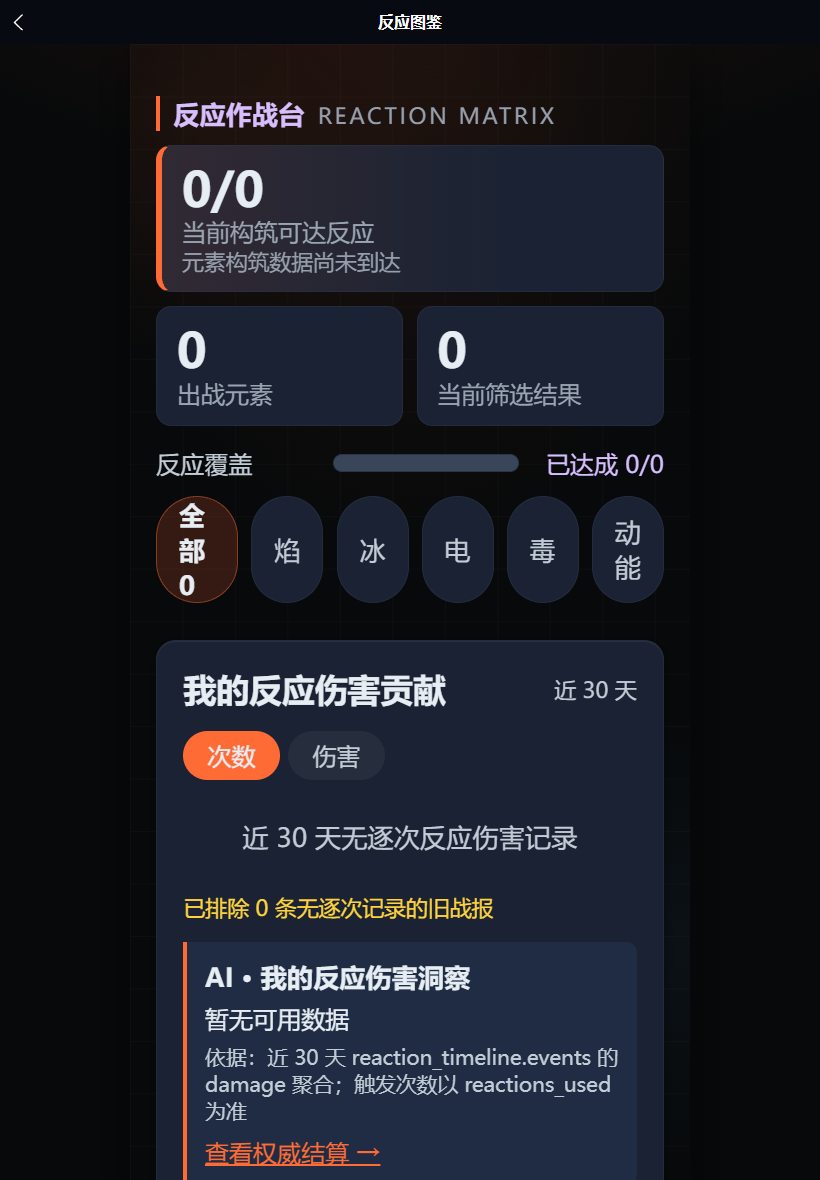 反应图鉴
反应作战台 REACTION MATRIX
0/0
当前构筑可达反应
元素构筑数据尚未到达
0
出战元素
0
当前筛选结果
反应覆盖
已达成 0/0
全
部
0
焰
冰
电
毒
动
能
我的反应伤害贡献
近 30 天
次数
伤害
近 30 天无逐次反应伤害记录
已排除 0 条无逐次记录的旧战报
AI · 我的反应伤害洞察
暂无可用数据
依据：近 30 天 reaction_timeline.events 的
damage 聚合；触发次数以 reactions_used
为准
查看权威结算 →